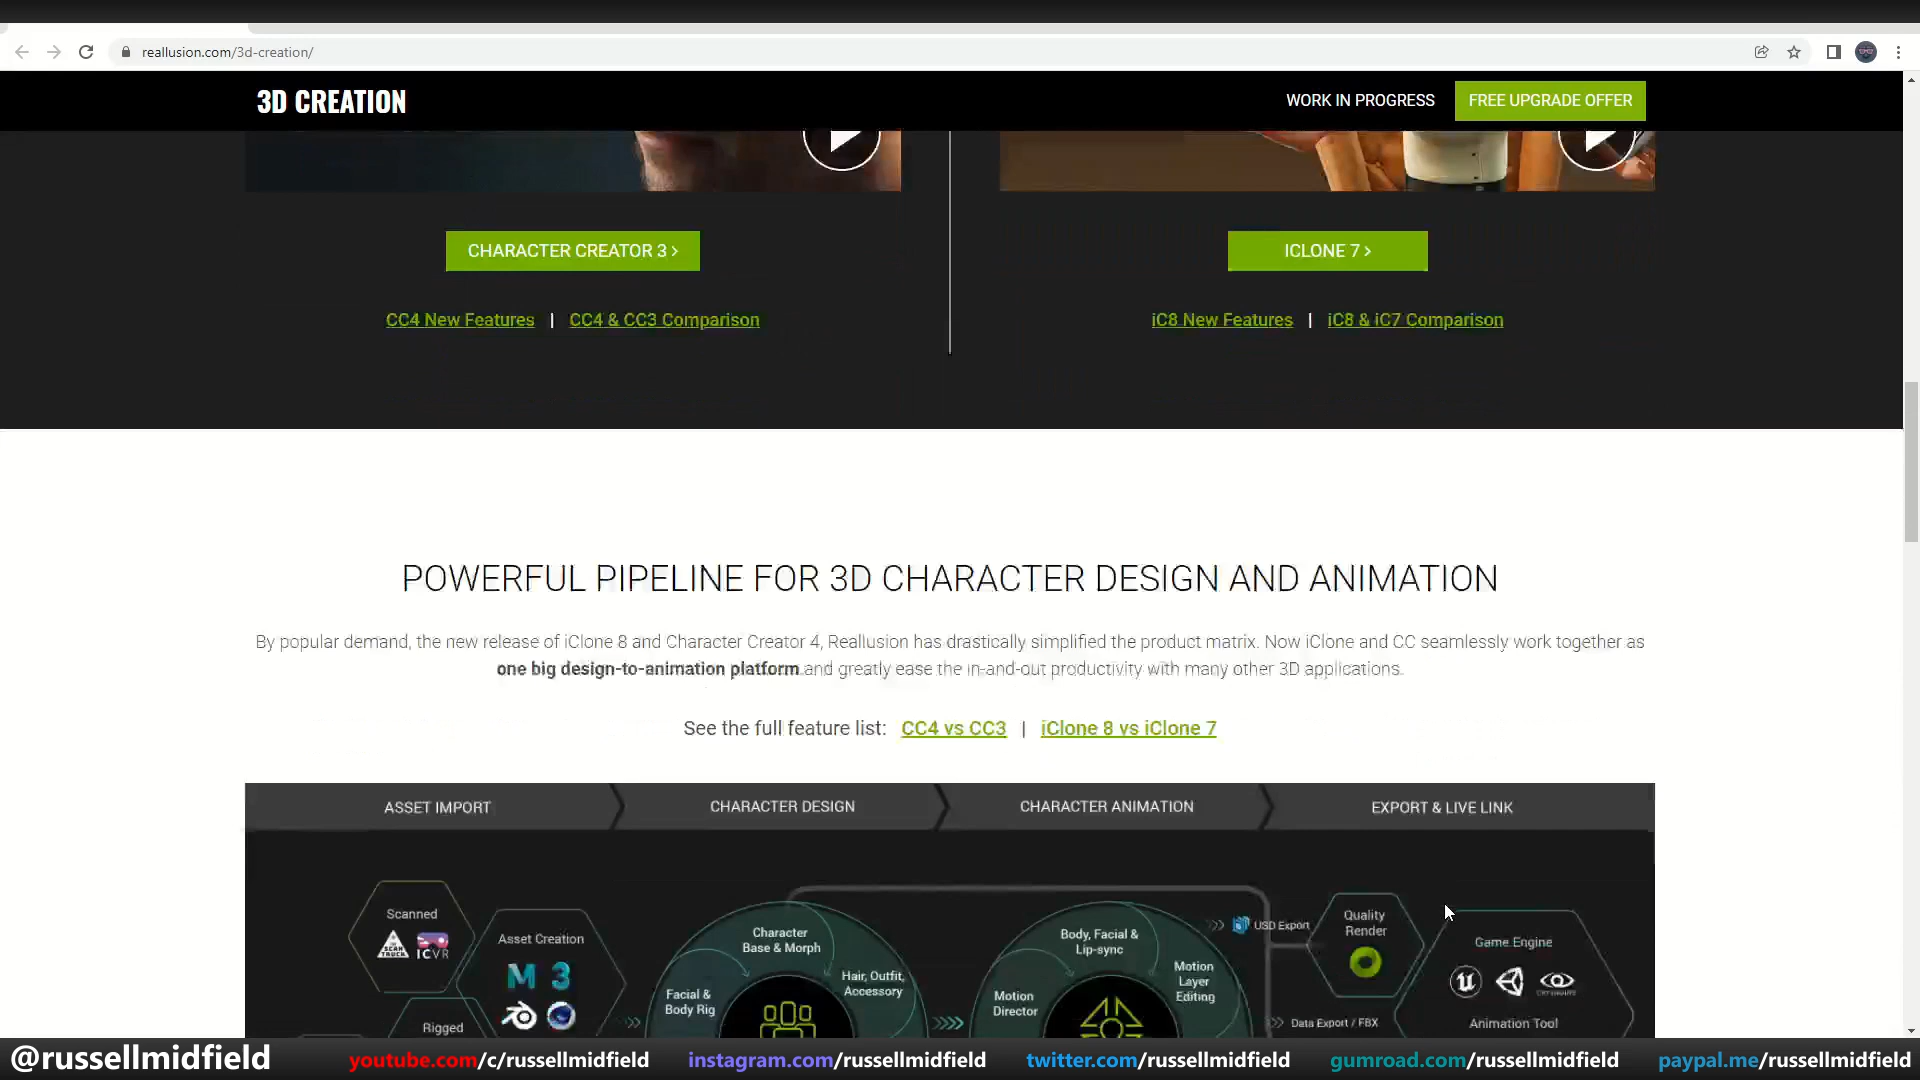 reallusion.com/3d-creation/
3D CREATION
WORK IN PROGRESS
FREE UPGRADE OFFER
CHARACTER CREATOR 3 >
ICLONE 7 >
CC4 New Features | CC4 & CC3 Comparison
iC8 New Features | iC8 & iC7 Comparison
POWERFUL PIPELINE FOR 3D CHARACTER DESIGN AND ANIMATION
By popular demand, the new release of iClone 8 and Character Creator 4, Reallusion has drastically simplified the product matrix. Now iClone and CC seamlessly work together as
one big design-to-animation platform and greatly ease the in-and-out productivity with many other 3D applications.
See the full feature list: CC4 vs CC3 | iClone 8 vs iClone 7
ASSET IMPORT
CHARACTER DESIGN
CHARACTER ANIMATION
EXPORT & LIVE LINK
Scanned
ICVR
Asset Creation
M 3
Rigged
Character
Base & Morph
Hair, Outfit,
Accessory
Facial &
Body Rig
Body, Facial &
Lip-sync
Motion
Layer
Editing
Motion
Director
USD Export
Data Export / FBX
Quality
Render
Game Engine
Animation Tool
@russellmidfield
youtube.com/c/russellmidfield
instagram.com/russellmidfield
twitter.com/russellmidfield
gumroad.com/russellmidfield
paypal.me/russellmidfield